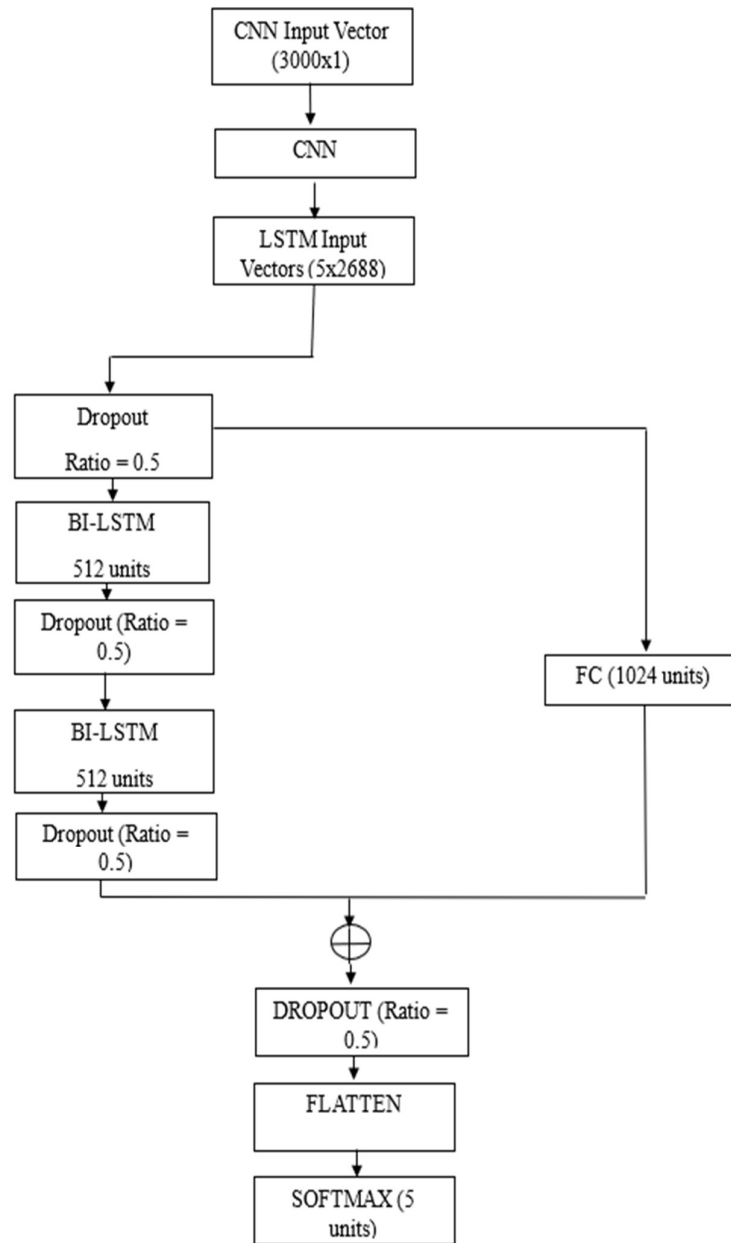 CNN Input Vector
(3000x1)
CNN
LSTM Input
Vectors (5x2688)
Dropout
Ratio = 0.5
BI-LSTM
512 units
Dropout (Ratio =
0.5)
BI-LSTM
512 units
Dropout (Ratio =
0.5)
FC (1024 units)
DROPOUT (Ratio =
0.5)
FLATTEN
SOFTMAX (5
units)